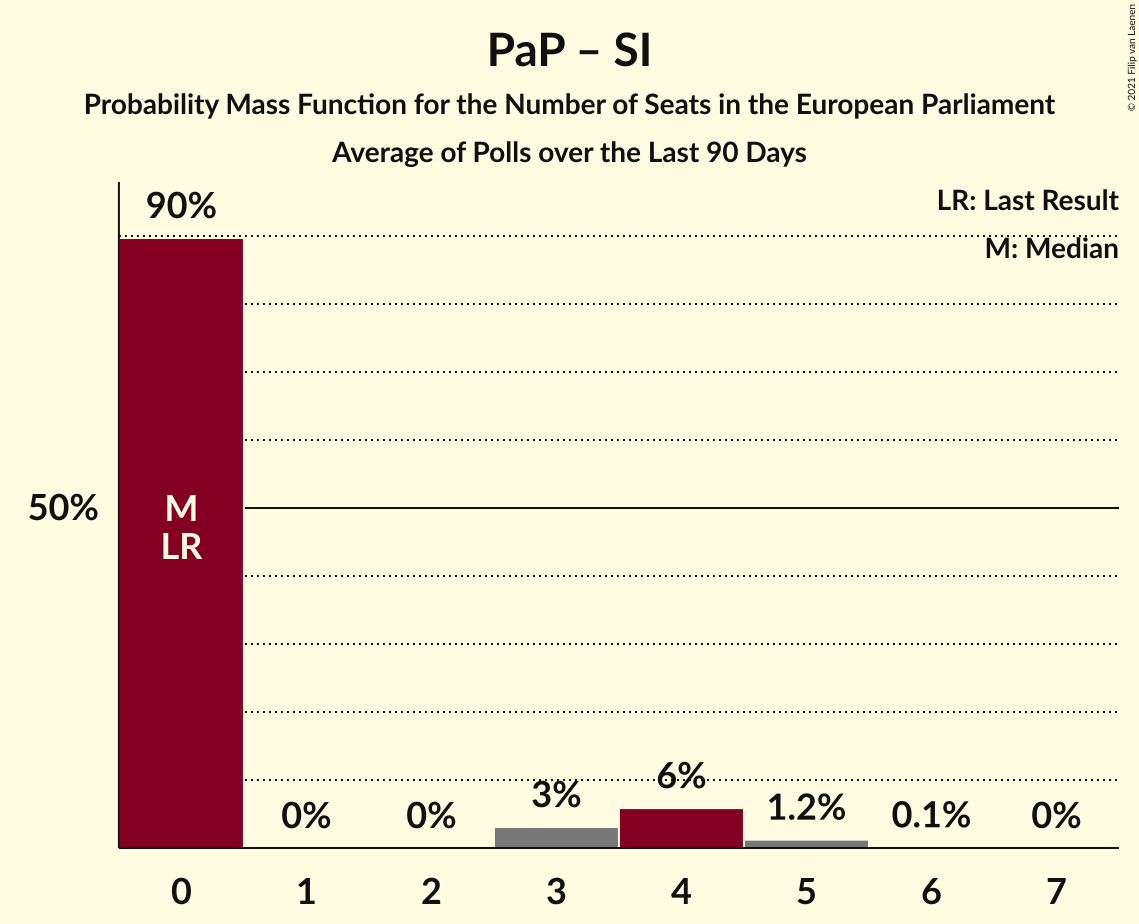 PaP – SI
Probability Mass Function for the Number of Seats in the European Parliament
Average of Polls over the Last 90 Days
© 2021 Filip van Laenen
LR: Last Result
M: Median
90%
50%
M
LR
0%
0%
3%
6%
1.2%
0.1%
0%
0
1
2
3
4
5
6
7